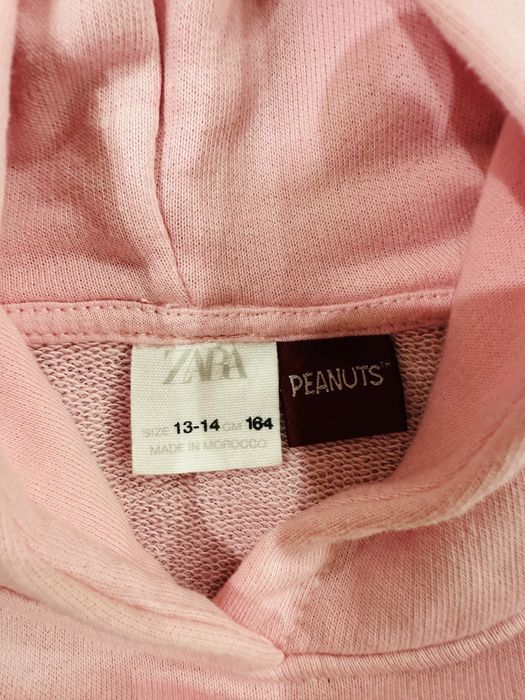 ZARA
SIZE 13-14 CM 164
MADE IN MOROCCO
PEANUTS™